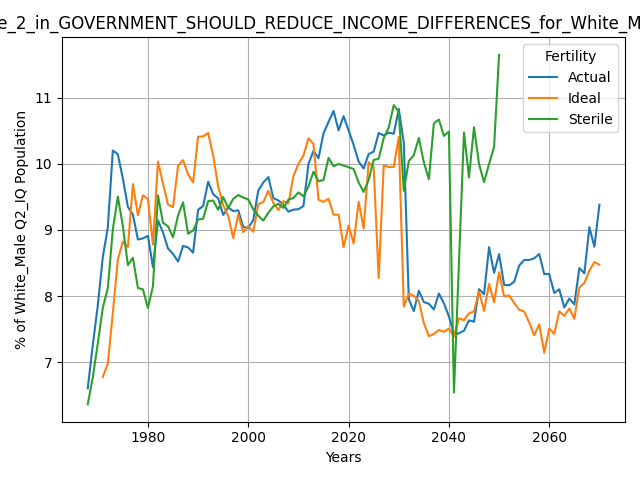 e_2_in_GOVERNMENT_SHOULD_REDUCE_INCOME_DIFFERENCES_for_White_M
% of White_Male Q2_IQ Population
11
10
9
8
7
Fertility
Actual
Ideal
Sterile
1980 2000 2020 2040 2060
Years